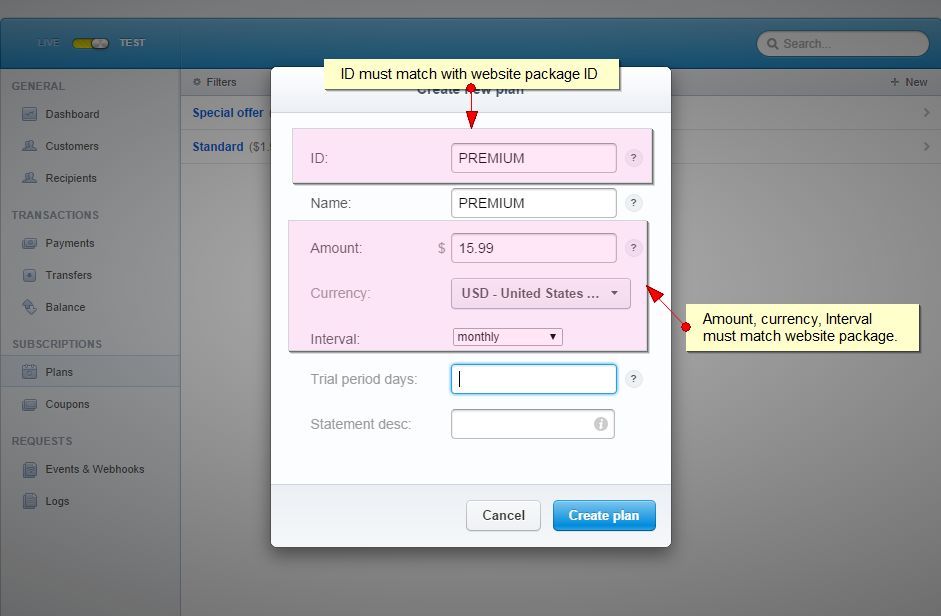 LIVE TEST
Search...
GENERAL
Dashboard
Customers
Recipients
TRANSACTIONS
Payments
Transfers
Balance
SUBSCRIPTIONS
Plans
Coupons
REQUESTS
Events & Webhooks
Logs
Filters
+ New
Special offer
Standard ($1.
ID must match with website package ID
Create new plan
ID: PREMIUM ?
Name: PREMIUM ?
Amount: $ 15.99 ?
Currency: USD - United States ...
Interval: monthly
Trial period days: ?
Statement desc:
Cancel Create plan
Amount, currency, Interval
must match website package.